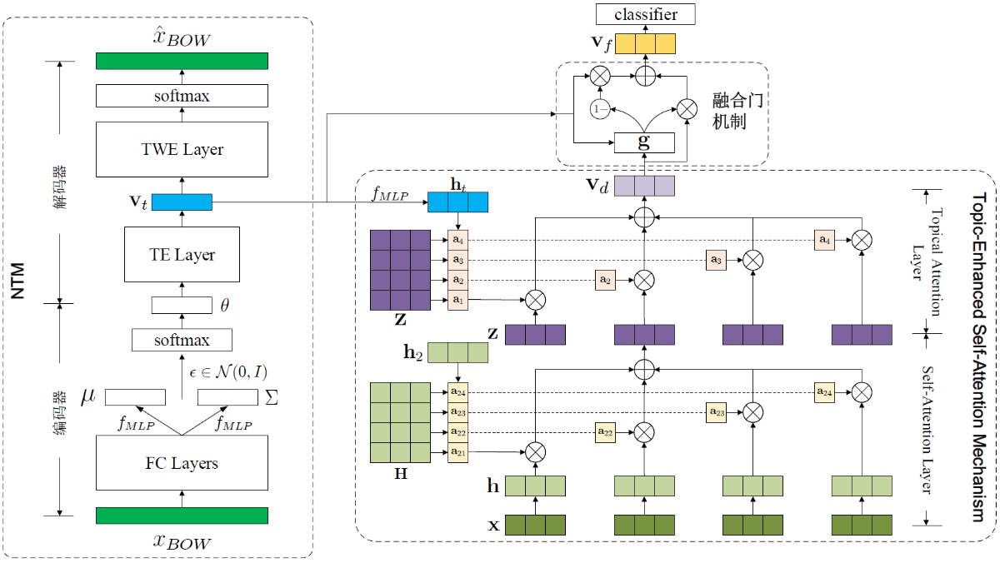 x̂_BOW
softmax
TWE Layer
v_t
TE Layer
θ
softmax
ϵ ∈ N(0, I)
μ
Σ
f_MLP
f_MLP
FC Layers
x_BOW
解码器
编码器
NTM
classifier
v_f
1−
g
融合门
机制
v_d
f_MLP
h_t
a_4
a_3
a_2
a_1
a_4
a_3
a_2
Z
z
h_2
a_24
a_23
a_22
a_21
a_24
a_23
a_22
H
h
x
Topical Attention
Layer
Self-Attention Layer
Topic-Enhanced Self-Attention Mechanism